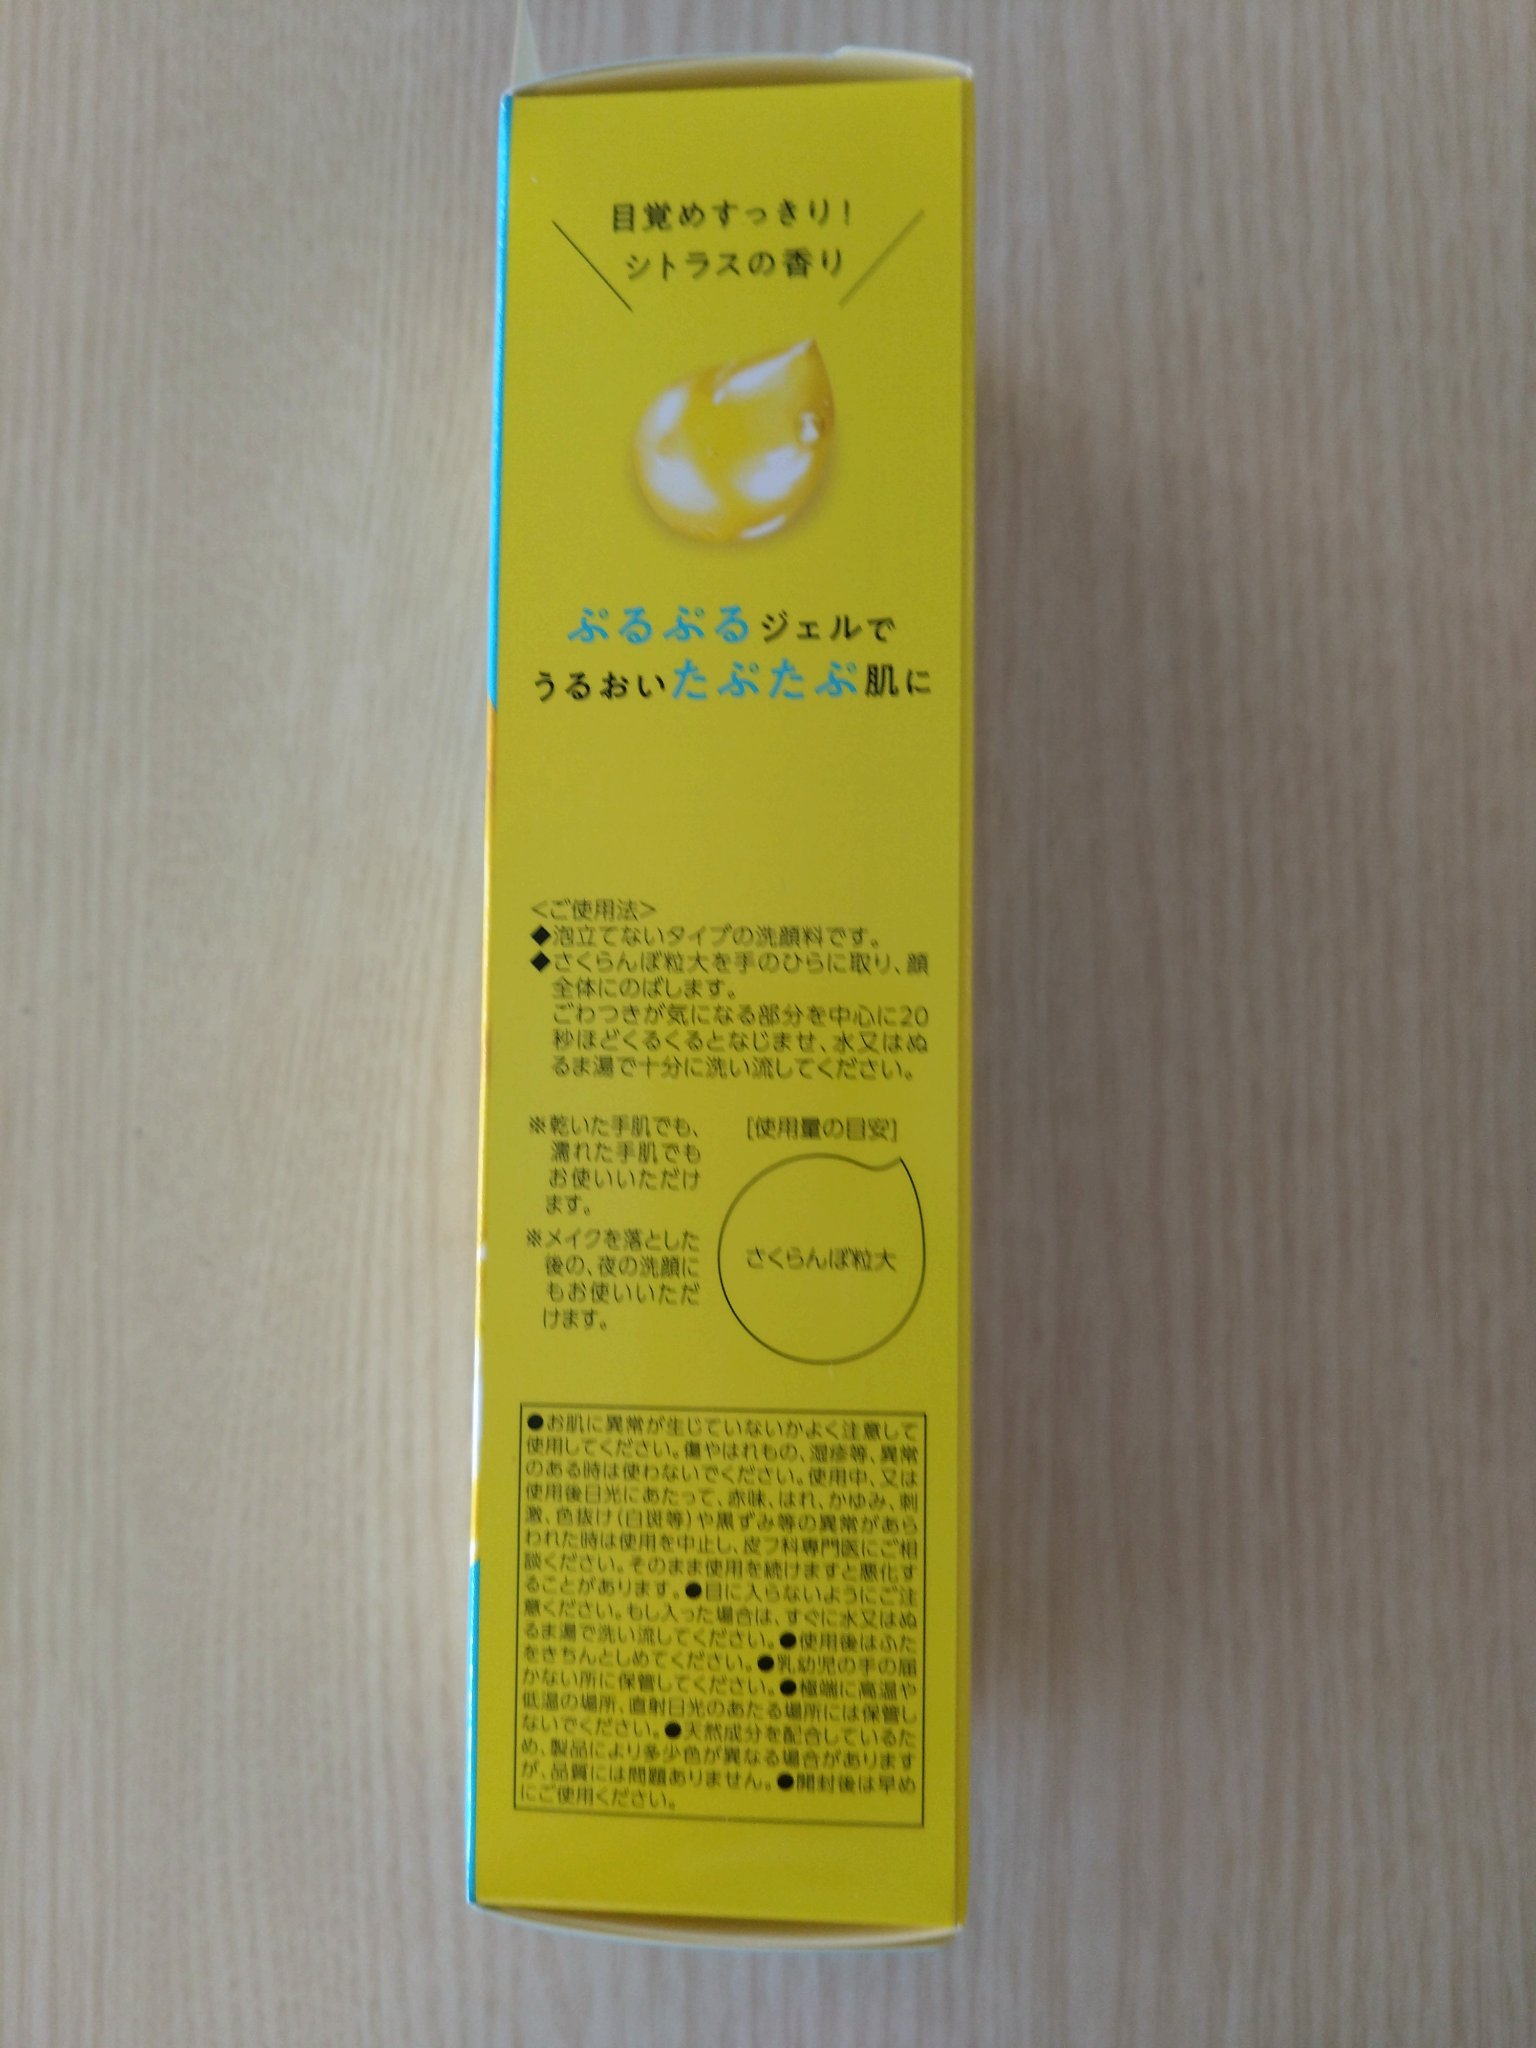 目覚めすっきり！
シトラスの香り
ぷるぷるジェルで
うるおいたぷたぷ肌に
＜ご使用法＞
◆泡立てないタイプの洗顔料です。
◆さくらんぼ粒大を手のひらに取り、顔
全体にのばします。
ごわつきが気になる部分を中心に20
秒ほどくるくるとなじませ、水又はぬ
るま湯で十分に洗い流してください。
※乾いた手肌でも、
濡れた手肌でも
お使いいただけ
ます。
※メイクを落とした
後の、夜の洗顔に
もお使いいただ
けます。
[使用量の目安]
さくらんぼ粒大
●お肌に異常が生じていないかよく注意して
使用してください。傷やはれもの、湿疹等、異常
のある時は使わないでください。使用中、又は
使用後日光にあたって、赤味、はれ、かゆみ、刺
激、色抜け（白斑等）や黒ずみ等の異常があら
われた時は使用を中止し、皮フ科専門医にご相
談ください。そのまま使用を続けますと悪化す
ることがあります。●目に入らないようにご注
意ください。もし入った場合は、すぐに水又はぬ
るま湯で洗い流してください。●使用後はふた
をきちんとしめてください。●乳幼児の手の届
かない所に保管してください。●極端に高温や
低温の場所、直射日光のあたる場所には保管し
ないでください。●天然成分を配合しているた
め、製品により多少色が異なる場合があります
が、品質には問題ありません。●開封後は早め
にご使用ください。